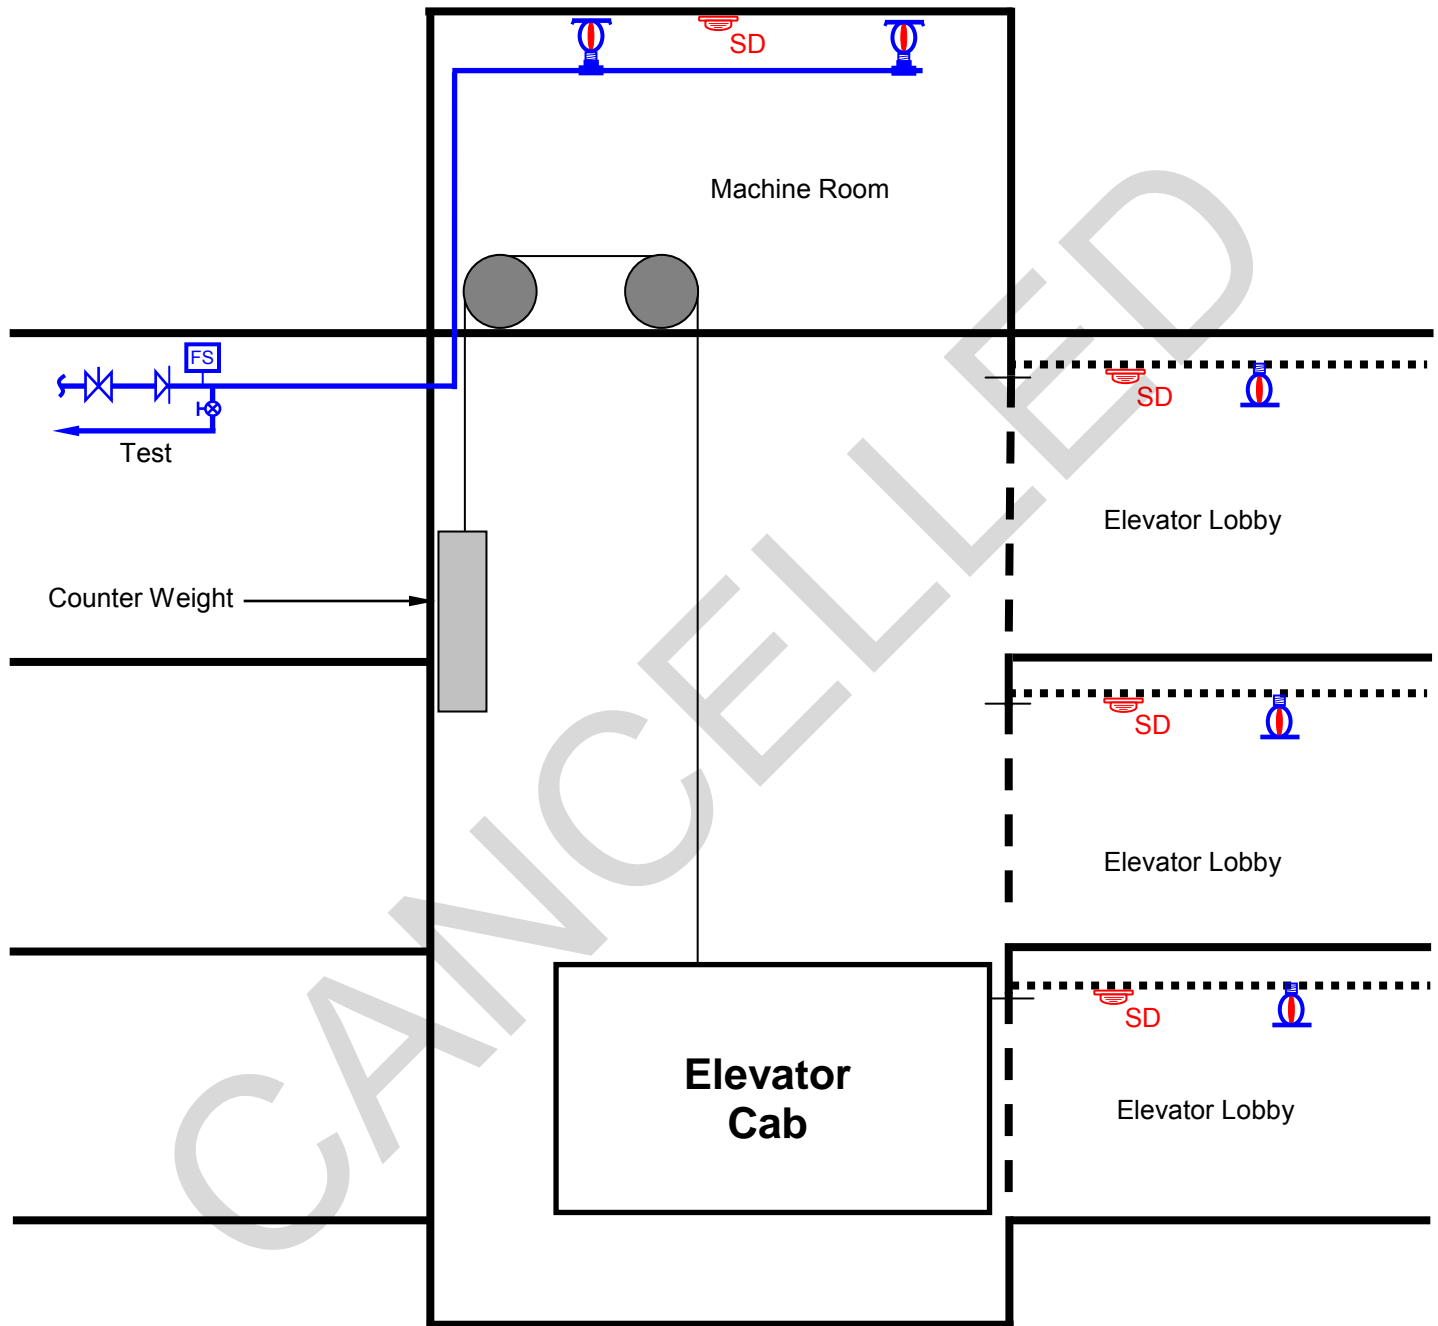 SD
Machine Room
FS
SD
Test
Elevator Lobby
Counter Weight
SD
Elevator Lobby
SD
Elevator
Cab
Elevator Lobby
CANCELLED